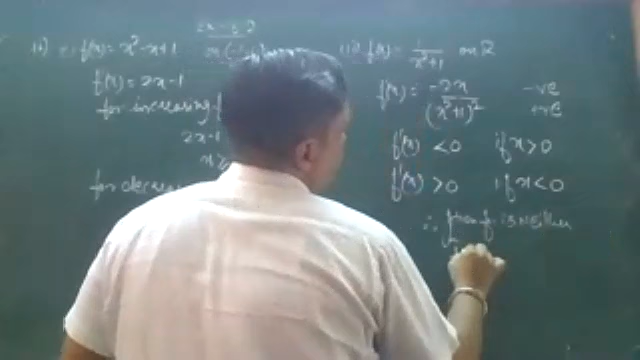 ii) f(x) = x²-x+1
f'(x) = 2x-1
for increasing f
2x-1
x ≥
for decreas
f(x) = 1/(x²+1) on R
f'(x) = -2x/(x²+1)² -ve +ve
f'(x) < 0 if x > 0
f'(x) > 0 if x < 0
∴ f is neither